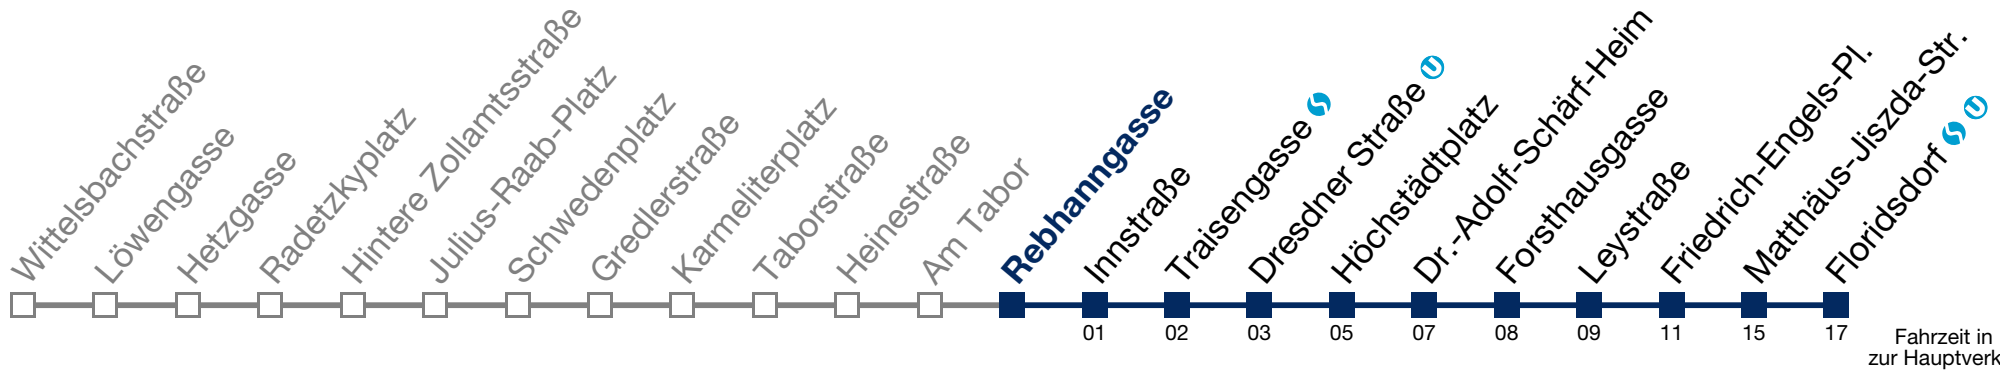 Wittelsbachstraße
Löwengasse
Hetzgasse
Radetzkyplatz
Hintere Zollamtsstraße
Julius-Raab-Platz
Schwedenplatz
Gredlerstraße
Karmeliterplatz
Taborstraße
Heinestraße
Am Tabor
Rebhanngasse
Innstraße
Traisengasse S
Dresdner Straße U
Höchstädtplatz
Dr.-Adolf-Schärf-Heim
Forsthausgasse
Leystraße
Friedrich-Engels-Pl.
Matthäus-Jiszda-Str.
Floridsdorf S U
01 02 03 05 07 08 09 11 15 17
Fahrzeit in
zur Hauptverk